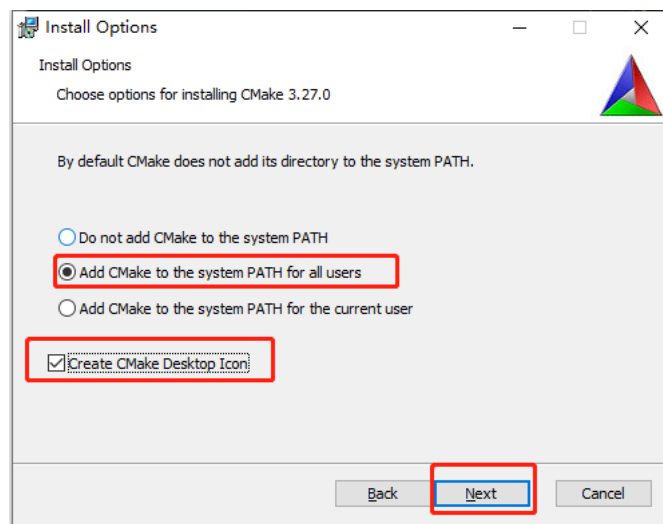 Install Options
Install Options
Choose options for installing CMake 3.27.0
By default CMake does not add its directory to the system PATH.
Do not add CMake to the system PATH
Add CMake to the system PATH for all users
Add CMake to the system PATH for the current user
Create CMake Desktop Icon
Back Next Cancel